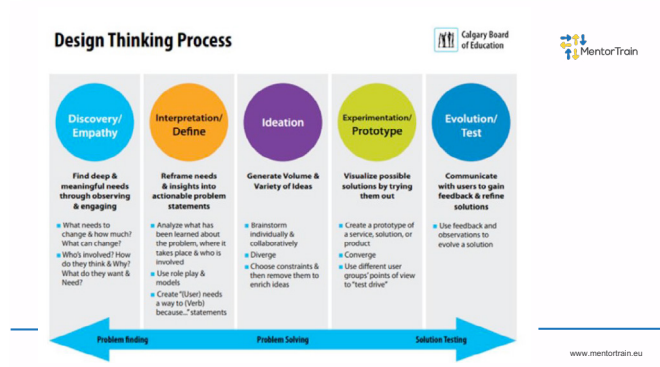 Design Thinking Process
Calgary Board
of Education
MentorTrain
Discovery/
Empathy
Find deep &
meaningful needs
through observing
& engaging
What needs to
change & how much?
What can change?
Who's involved? How
do they think & Why?
What do they want &
Need?
Interpretation/
Define
Reframe needs
& insights into
actionable problem
statements
Analyze what has
been learned about
the problem, where it
takes place & who is
involved
Use role play &
models
Create "(User) needs
a way to (Verb)
because..." statements
Ideation
Generate Volume &
Variety of Ideas
Brainstorm
individually &
collaboratively
Diverge
Choose constraints &
then remove them to
enrich ideas
Experimentation/
Prototype
Visualize possible
solutions by trying
them out
Create a prototype of
a service, solution, or
product
Converge
Use different user
groups' points of view
to "test drive"
Evolution/
Test
Communicate
with users to gain
feedback & refine
solutions
Use feedback and
observations to
evolve a solution
Problem finding
Problem Solving
Solution Testing
www.mentortrain.eu